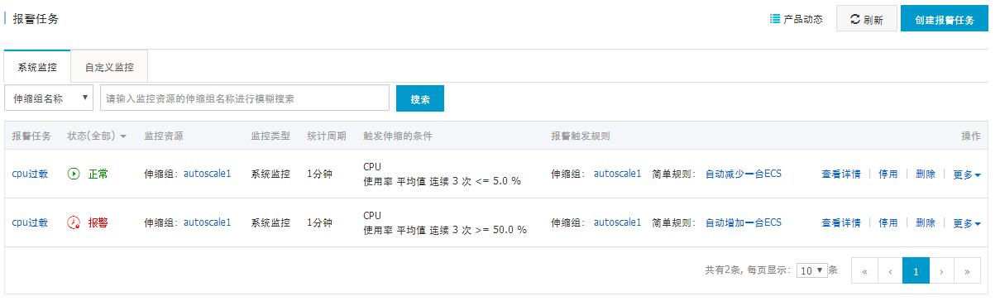 报警任务 产品动态 刷新 创建报警任务
系统监控 自定义监控
伸缩组名称 请输入监控资源的伸缩组名称进行模糊搜索 搜索
报警任务 状态(全部) 监控资源 监控类型 统计周期 触发伸缩的条件 报警触发规则 操作
cpu过载 正常 伸缩组：autoscale1 系统监控 1分钟 CPU
使用率 平均值 连续 3 次 <= 5.0 % 伸缩组： autoscale1 简单规则： 自动减少一台ECS 查看详情 | 停用 | 删除 | 更多
cpu过载 报警 伸缩组：autoscale1 系统监控 1分钟 CPU
使用率 平均值 连续 3 次 >= 50.0 % 伸缩组： autoscale1 简单规则： 自动增加一台ECS 查看详情 | 停用 | 删除 | 更多
共有2条, 每页显示: 10 条 « ‹ 1 › »